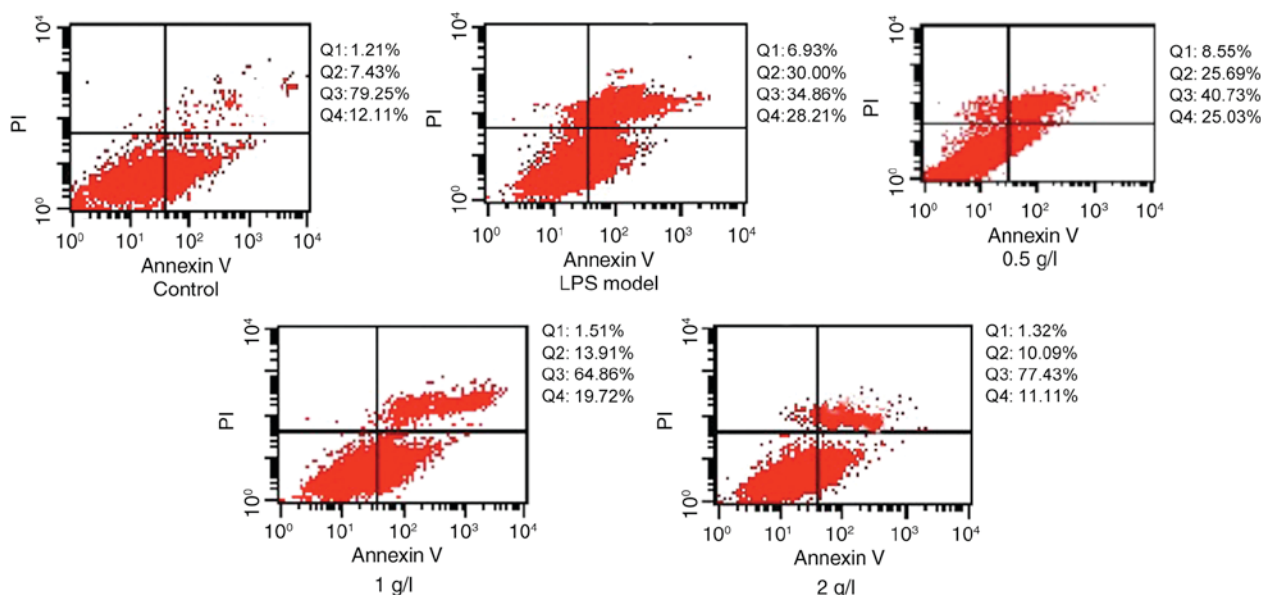 10⁴
PI
10⁰
10⁰ 10¹ 10² 10³ 10⁴
Annexin V
Control
Q1: 1.21%
Q2: 7.43%
Q3: 79.25%
Q4: 12.11%
10⁴
PI
10⁰
10⁰ 10¹ 10² 10³ 10⁴
Annexin V
LPS model
Q1: 6.93%
Q2: 30.00%
Q3: 34.86%
Q4: 28.21%
10⁴
PI
10⁰
10⁰ 10¹ 10² 10³ 10⁴
Annexin V
0.5 g/l
Q1: 8.55%
Q2: 25.69%
Q3: 40.73%
Q4: 25.03%
10⁴
PI
10⁰
10⁰ 10¹ 10² 10³ 10⁴
Annexin V
1 g/l
Q1: 1.51%
Q2: 13.91%
Q3: 64.86%
Q4: 19.72%
10⁴
PI
10⁰
10⁰ 10¹ 10² 10³ 10⁴
Annexin V
2 g/l
Q1: 1.32%
Q2: 10.09%
Q3: 77.43%
Q4: 11.11%